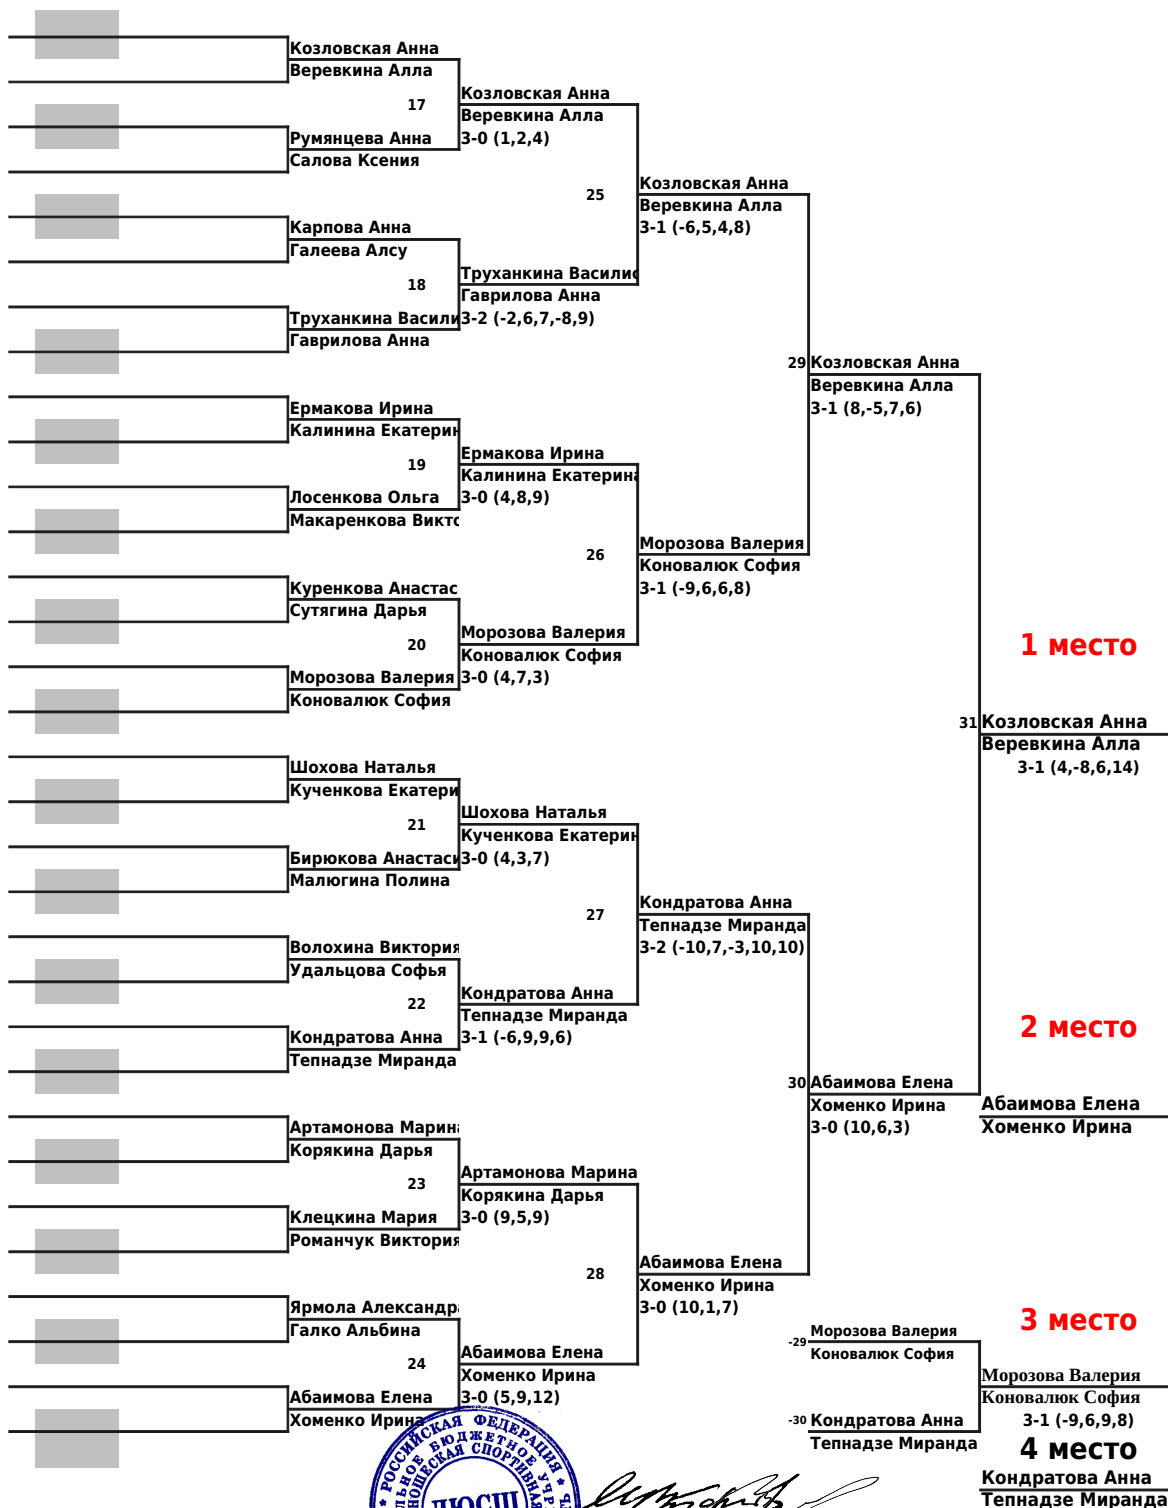 Козловская Анна
Веревкина Алла
17
Румянцева Анна
Салова Ксения
Козловская Анна
Веревкина Алла
3-0 (1,2,4)
25
Карпова Анна
Галеева Алсу
18
Труханкина Васили
Гаврилова Анна
Труханкина Василис
Гаврилова Анна
3-2 (-2,6,7,-8,9)
Козловская Анна
Веревкина Алла
3-1 (-6,5,4,8)
Ермакова Ирина
Калинина Екатерин
19
Лосенкова Ольга
Макаренкова Викто
Ермакова Ирина
Калинина Екатерина
3-0 (4,8,9)
26
Куренкова Анастас
Сутягина Дарья
20
Морозова Валерия
Коновалюк София
Морозова Валерия
Коновалюк София
3-0 (4,7,3)
Морозова Валерия
Коновалюк София
3-1 (-9,6,6,8)
29
Козловская Анна
Веревкина Алла
3-1 (8,-5,7,6)
Шохова Наталья
Кученкова Екатери
21
Бирюкова Анастаси
Малюгина Полина
Шохова Наталья
Кученкова Екатерин
3-0 (4,3,7)
27
Волохина Виктория
Удальцова Софья
22
Кондратова Анна
Тепнадзе Миранда
Кондратова Анна
Тепнадзе Миранда
3-1 (-6,9,9,6)
Кондратова Анна
Тепнадзе Миранда
3-2 (-10,7,-3,10,10)
Артамонова Марина
Корякина Дарья
23
Клецкина Мария
Романчук Виктория
Артамонова Марина
Корякина Дарья
3-0 (9,5,9)
28
Ярмола Александра
Галко Альбина
24
Абаимова Елена
Хоменко Ирина
Абаимова Елена
Хоменко Ирина
3-0 (5,9,12)
Абаимова Елена
Хоменко Ирина
3-0 (10,1,7)
30
Абаимова Елена
Хоменко Ирина
3-0 (10,6,3)
1 место
31
Козловская Анна
Веревкина Алла
3-1 (4,-8,6,14)
2 место
Абаимова Елена
Хоменко Ирина
3 место
-29
Морозова Валерия
Коновалюк София
-30
Кондратова Анна
Тепнадзе Миранда
Морозова Валерия
Коновалюк София
3-1 (-9,6,9,8)
4 место
Кондратова Анна
Тепнадзе Миранда
РОССИЙСКАЯ ФЕДЕРАЦИЯ
БЮДЖЕТНОЕ
СПОРТИВНАЯ
ДЮСШ